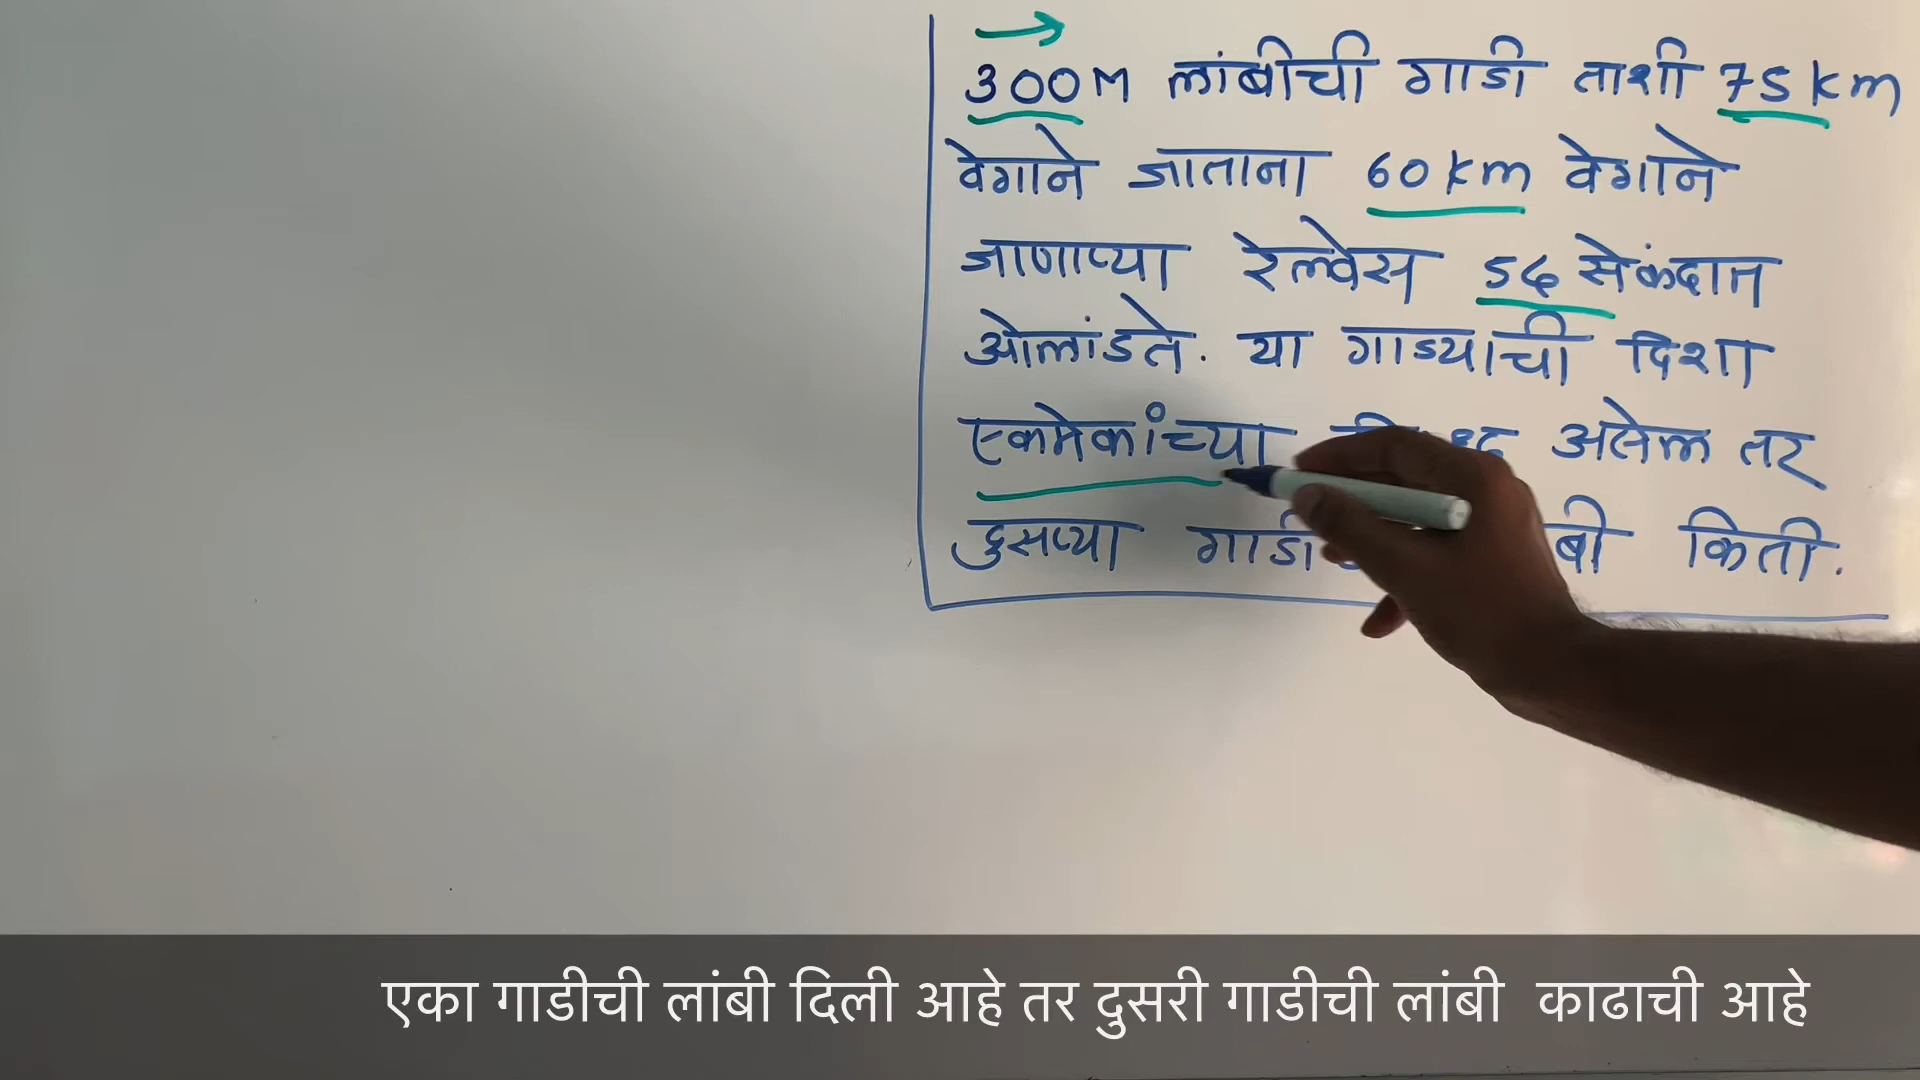 300M लांबीची गाडी ताशी 75 km
वेगाने जाताना 60 km वेगाने
जाणाऱ्या रेल्वेस 56 सेकंदात
ओलांडते. या गाड्याची दिशा
एकमेकांच्या असेल तर
दुसऱ्या किती.
एका गाडीची लांबी दिली आहे तर दुसरी गाडीची लांबी काढाची आहे